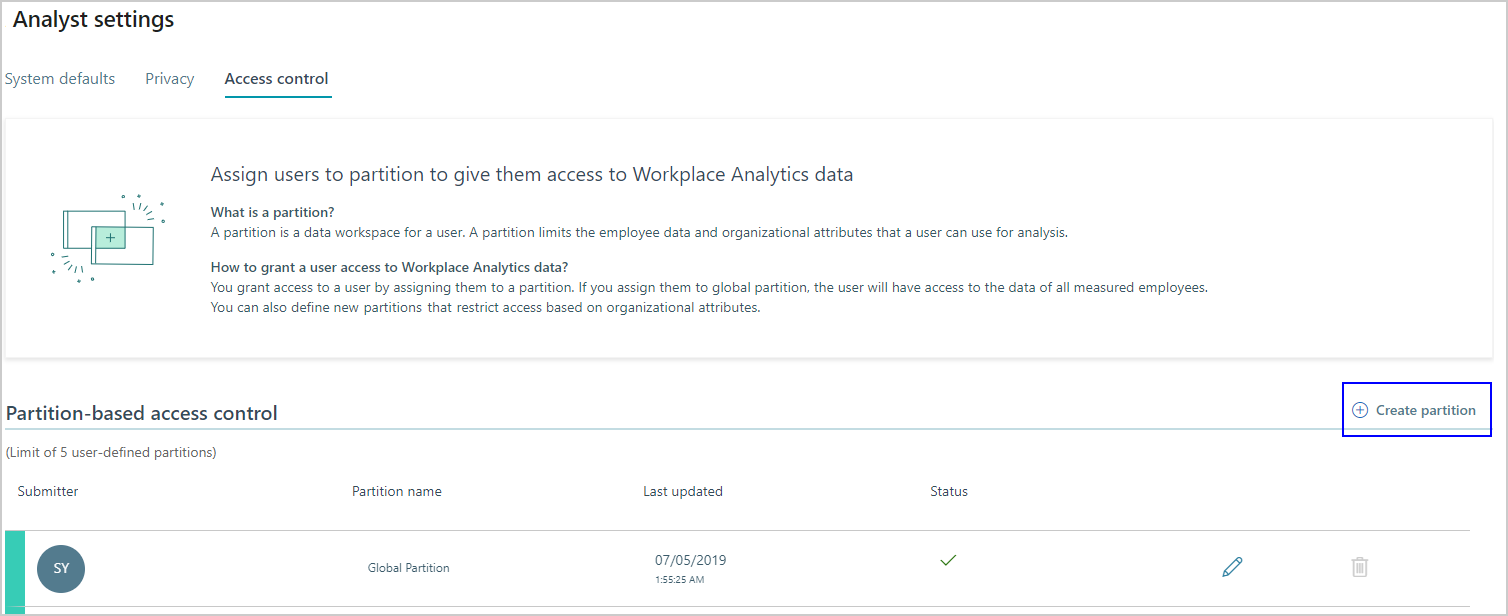 Analyst settings
System defaults Privacy Access control
Assign users to partition to give them access to Workplace Analytics data
What is a partition?
A partition is a data workspace for a user. A partition limits the employee data and organizational attributes that a user can use for analysis.
How to grant a user access to Workplace Analytics data?
You grant access to a user by assigning them to a partition. If you assign them to global partition, the user will have access to the data of all measured employees.
You can also define new partitions that restrict access based on organizational attributes.
Partition-based access control Create partition
(Limit of 5 user-defined partitions)
Submitter Partition name Last updated Status
SY Global Partition 07/05/2019
1:55:25 AM